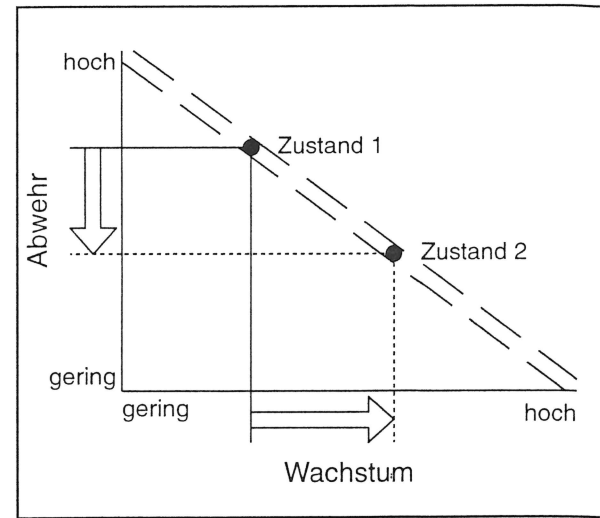 hoch
Zustand 1
Abwehr
Zustand 2
gering
gering
hoch
Wachstum